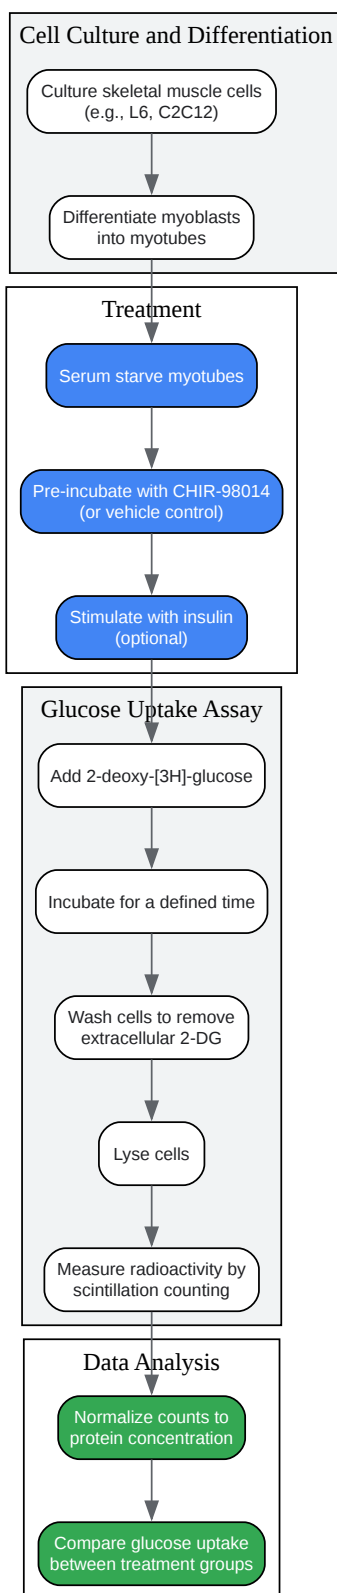 Cell Culture and Differentiation
Culture skeletal muscle cells
(e.g., L6, C2C12)
Differentiate myoblasts
into myotubes
Treatment
Serum starve myotubes
Pre-incubate with CHIR-98014
(or vehicle control)
Stimulate with insulin
(optional)
Glucose Uptake Assay
Add 2-deoxy-[3H]-glucose
Incubate for a defined time
Wash cells to remove
extracellular 2-DG
Lyse cells
Measure radioactivity by
scintillation counting
Data Analysis
Normalize counts to
protein concentration
Compare glucose uptake
between treatment groups